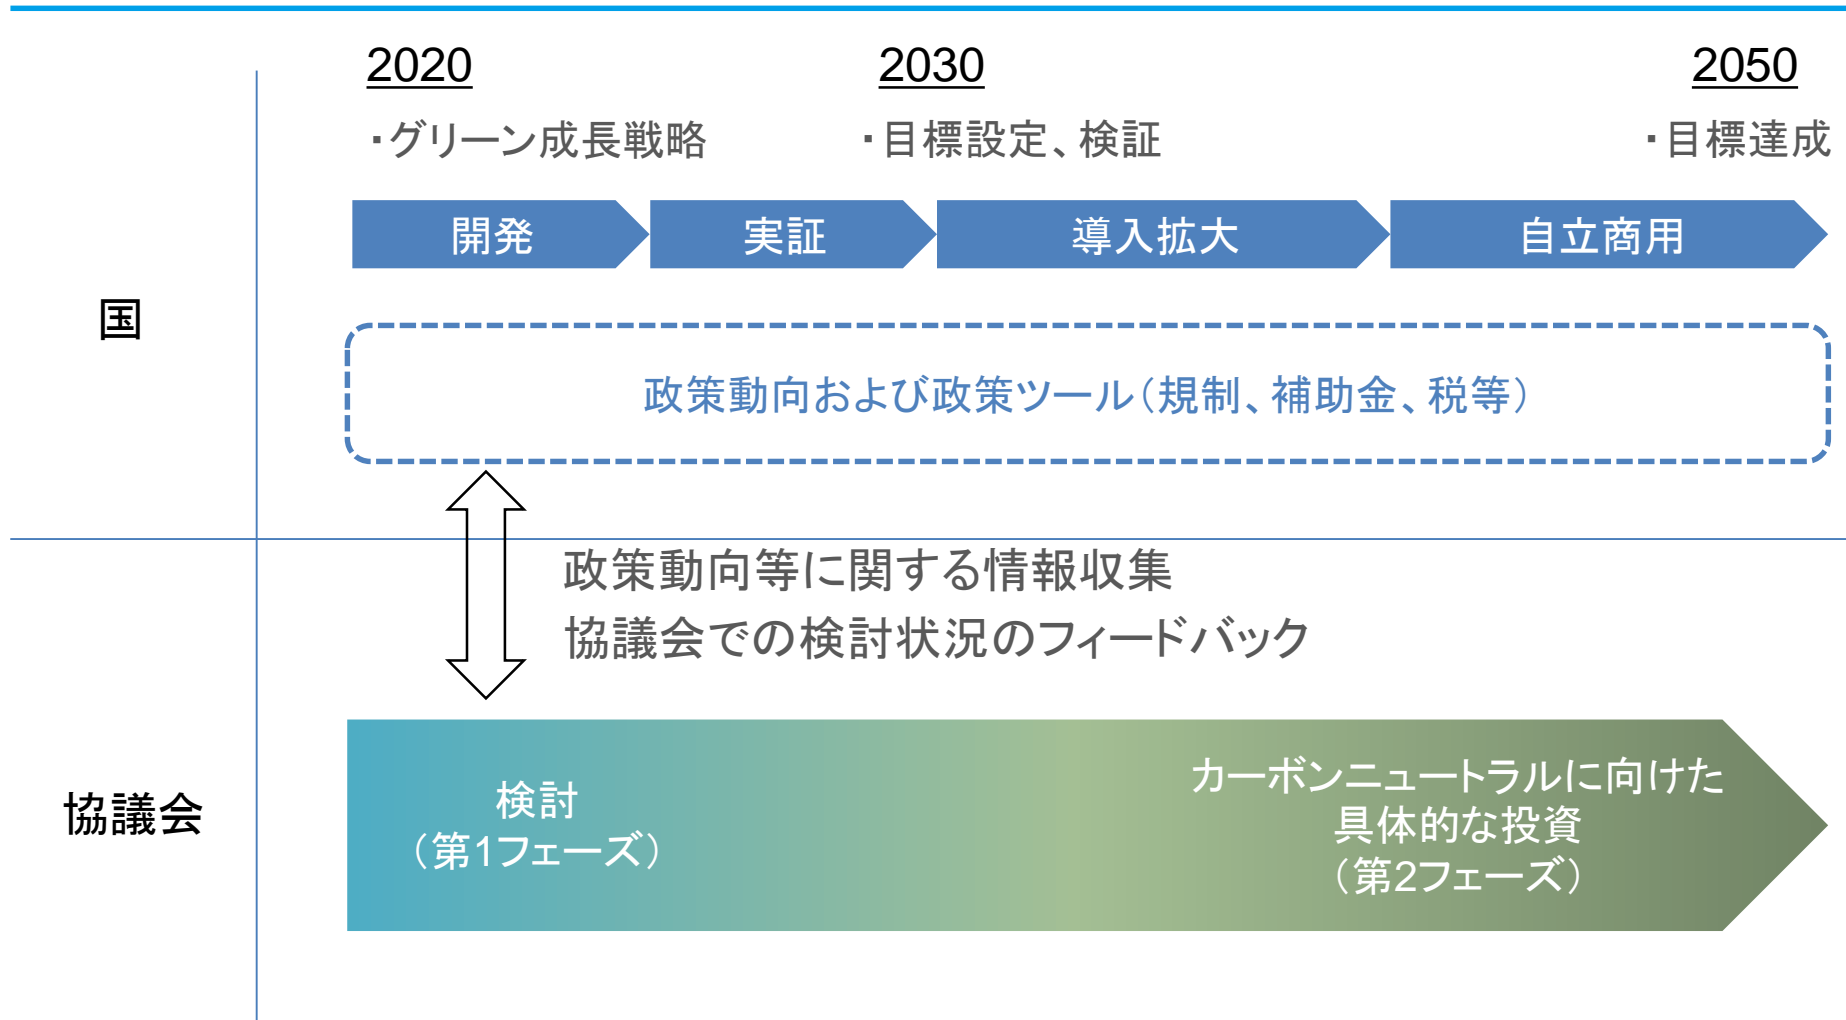 2020
2030
2050
・グリーン成長戦略
・目標設定、検証
・目標達成
開発
実証
導入拡大
自立商用
国
政策動向および政策ツール（規制、補助金、税等）
政策動向等に関する情報収集
協議会での検討状況のフィードバック
協議会
検討
（第1フェーズ）
カーボンニュートラルに向けた
具体的な投資
（第2フェーズ）